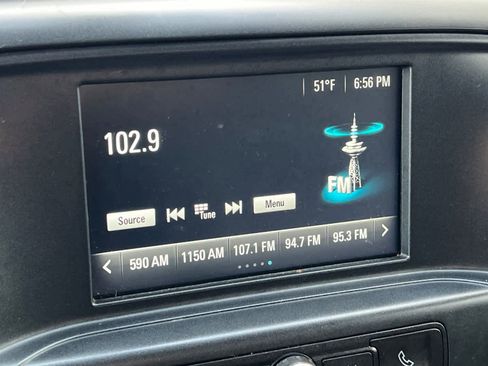 51°F 6:56 PM
102.9
FM
Source Tune Menu
590 AM 1150 AM 107.1 FM 94.7 FM 95.3 FM